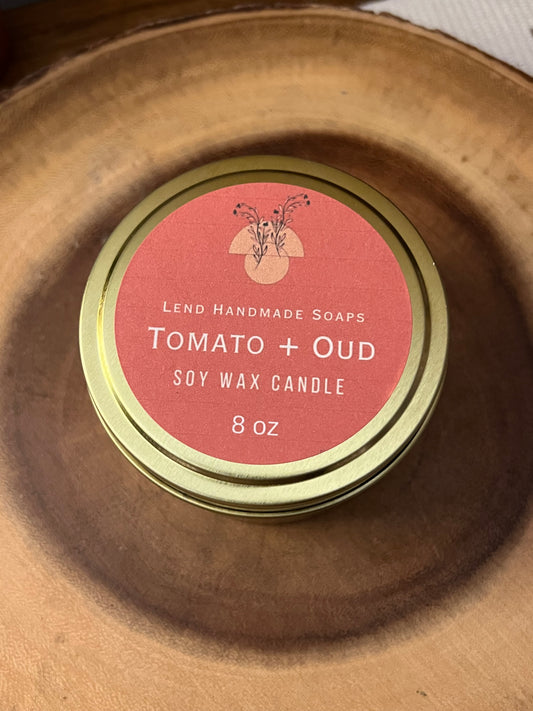 LEND HANDMADE SOAPS
TOMATO + OUD
SOY WAX CANDLE
8 OZ